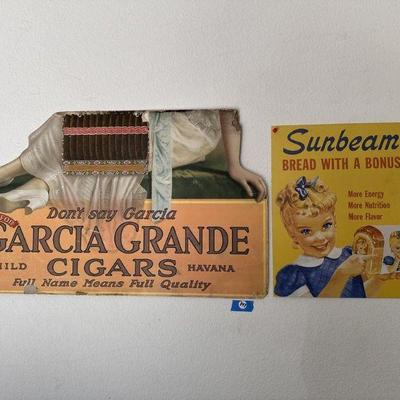 Don't say Garcia
GARCIA GRANDE
MILD CIGARS HAVANA
Full Name Means Full Quality
Sunbeam
BREAD WITH A BONUS
More Energy
More Nutrition
More Flavor